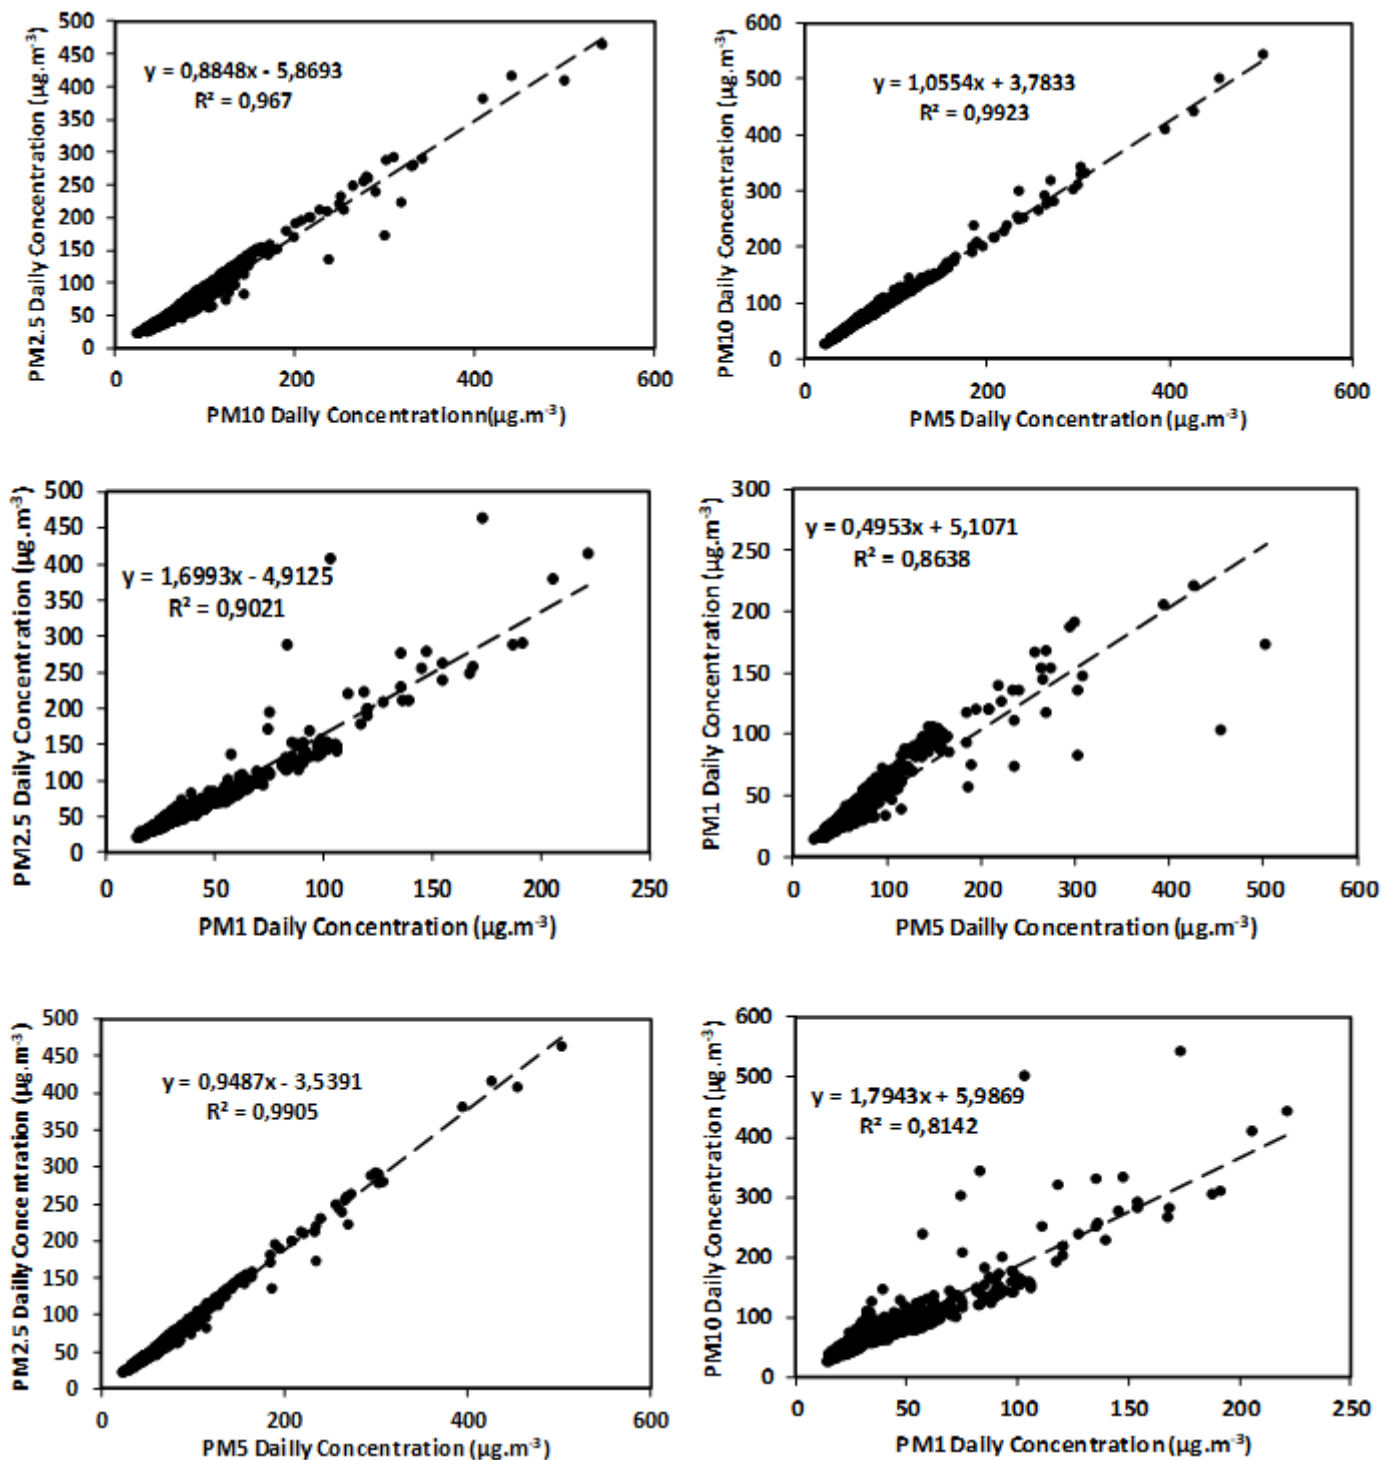 PM2.5 Daily Concentration (µg.m⁻³)
500
450
400
350
300
250
200
150
100
50
0
y = 0,8848x - 5,8693
R² = 0,967
0 200 400 600
PM10 Daily Concentrationn(µg.m⁻³)
PM10 Daily Concentration (µg.m⁻³)
600
500
400
300
200
100
0
y = 1,0554x + 3,7833
R² = 0,9923
0 200 400 600
PM5 Daily Concentration (µg.m⁻³)
PM2.5 Daily Concentration (µg.m⁻³)
500
450
400
350
300
250
200
150
100
50
0
y = 1,6993x - 4,9125
R² = 0,9021
0 50 100 150 200 250
PM1 Daily Concentration (µg.m⁻³)
PM1 Daily Concentration (µg.m⁻³)
300
250
200
150
100
50
0
y = 0,4953x + 5,1071
R² = 0,8638
0 100 200 300 400 500 600
PM5 Dailly Concentration (µg.m⁻³)
PM2.5 Dailly Concentration (µg.m⁻³)
500
450
400
350
300
250
200
150
100
50
0
y = 0,9487x - 3,5391
R² = 0,9905
0 200 400 600
PM5 Dailly Concentration (µg.m⁻³)
PM10 Dailly Concentration (µg.m⁻³)
600
500
400
300
200
100
0
y = 1,7943x + 5,9869
R² = 0,8142
0 50 100 150 200 250
PM1 Daily Concentration (µg.m⁻³)